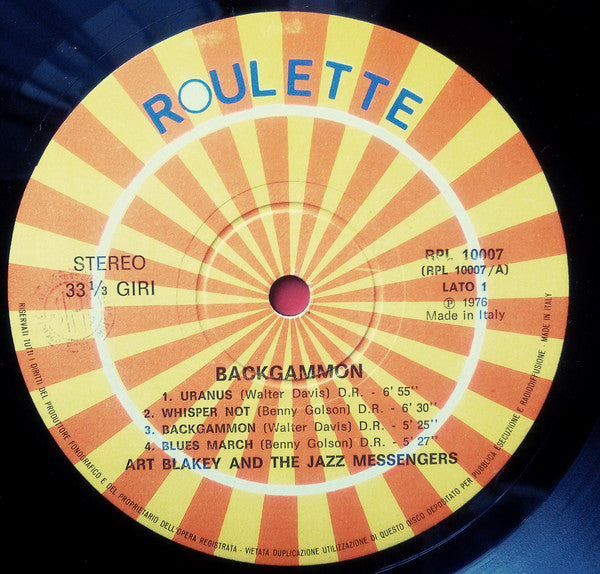 ROULETTE
STEREO
33 1/3 GIRI
RPL 10007
(RPL 10007/A)
LATO 1
℗ 1976
Made in Italy
BACKGAMMON
1. URANUS (Walter Davis) D.R. - 6'55''
2. WHISPER NOT (Benny Golson) D.R. - 6'30''
3. BACKGAMMON (Walter Davis) D.R. - 5'25''
4. BLUES MARCH (Benny Golson) D.R. - 5'27''
ART BLAKEY AND THE JAZZ MESSENGERS
RISERVATI TUTTI I DIRITTI DEL PRODUTTORE FONOGRAFICO E DEL PROPRIETARIO DELL'OPERA REGISTRATA - VIETATA DUPLICAZIONE UTILIZZAZIONE DI QUESTO DISCO DEPOSITATO PER PUBBLICA ESECUZIONE E RADIODIFFUSIONE. MADE IN ITALY